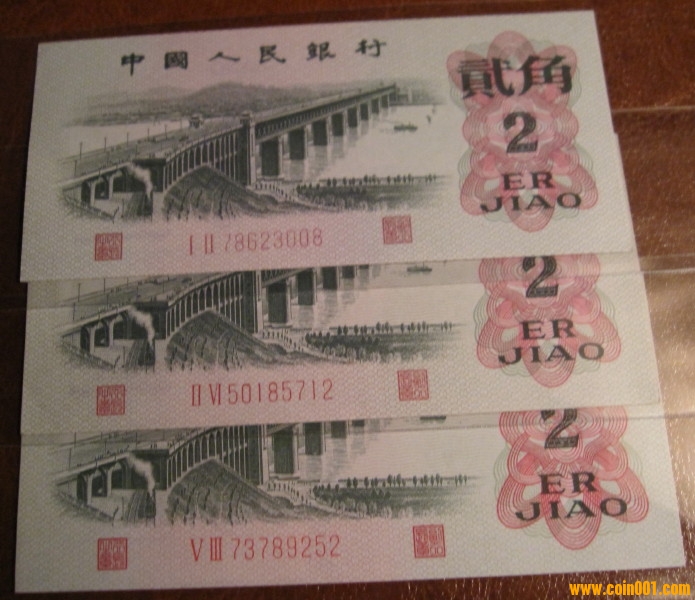 中國人民銀行
貳角
2
ER
JIAO
I II 78623008
2
ER
JIAO
II VI 50185712
2
ER
JIAO
V III 73789252
www.coin001.com